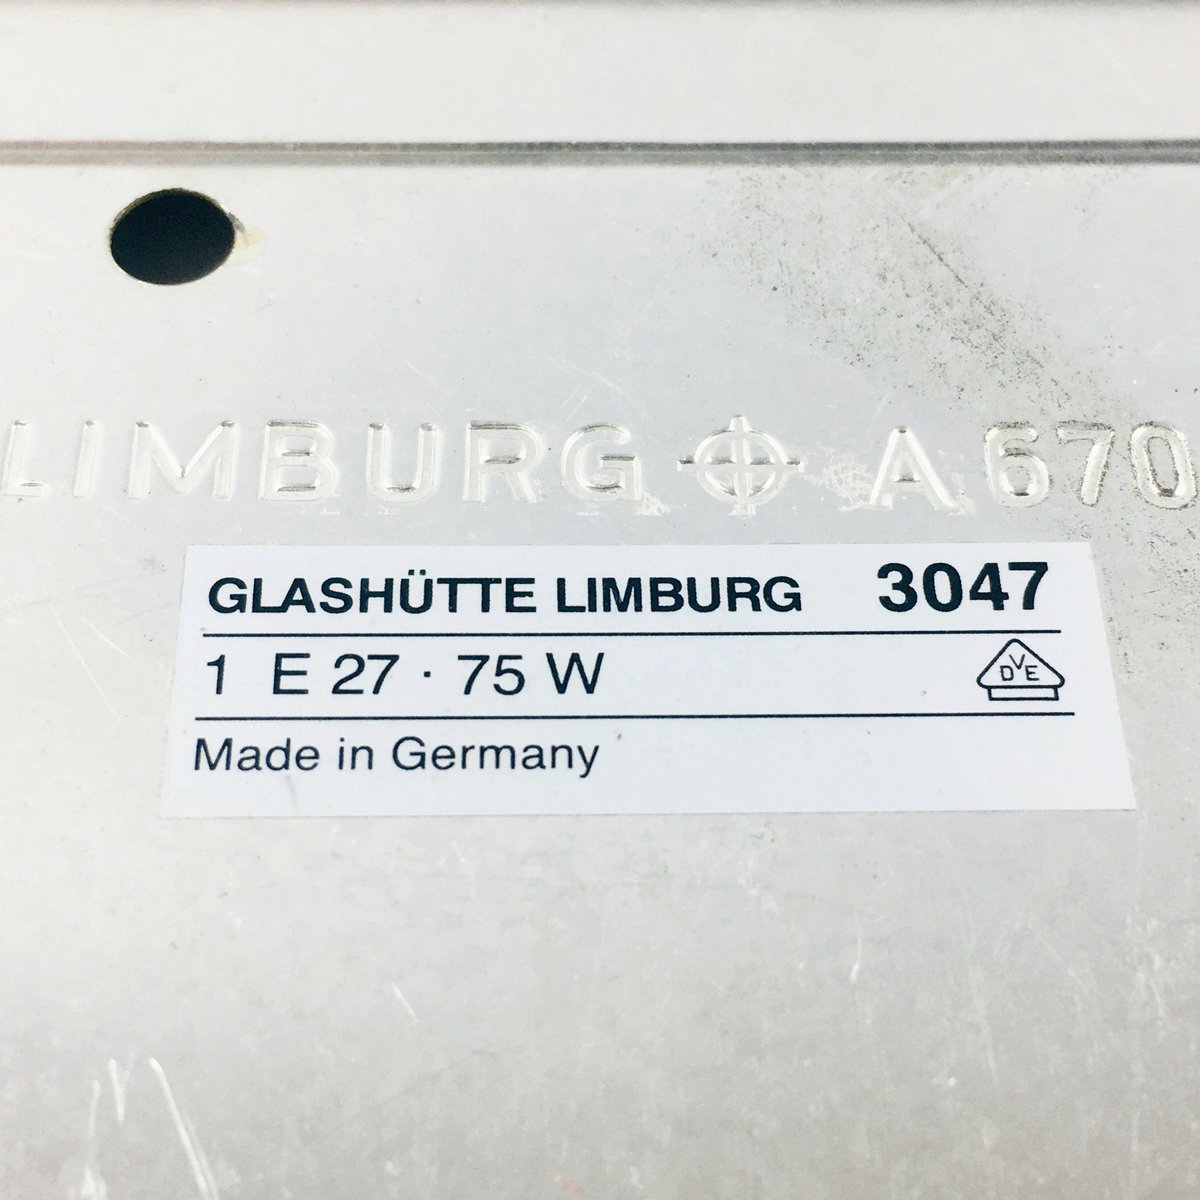 LIMBURG A 670
GLASHÜTTE LIMBURG 3047
1 E 27 · 75 W
DVE
Made in Germany